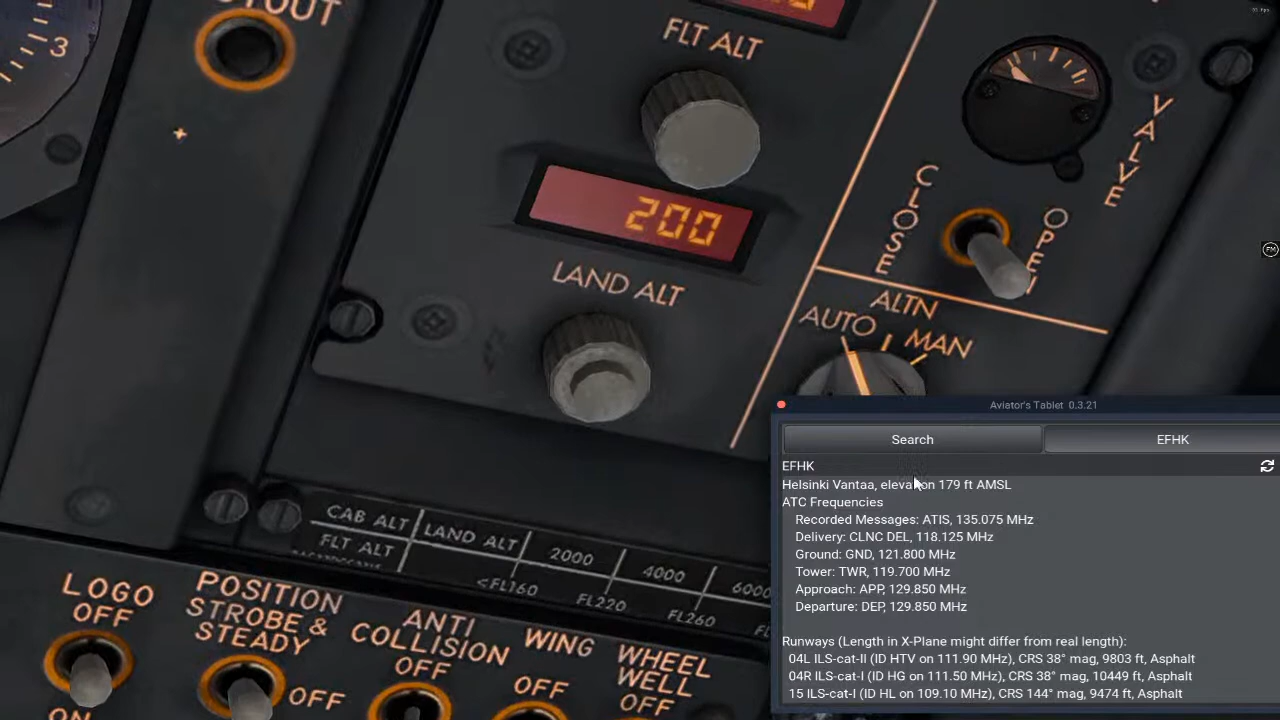 3
FLT ALT
200
LAND ALT
VALVE
CLOSE
OPEN
AUTO
ALTN
MAN
CAB ALT
LAND ALT
2000
4000
FLT ALT
<FL160
FL220
FL260
LOGO
OFF
POSITION
STROBE &
STEADY
OFF
ANTI
COLLISION
OFF
WING
OFF
WHEEL
WELL
OFF
Aviator's Tablet 0.3.21
Search
EFHK
EFHK
Helsinki Vantaa, elevation 179 ft AMSL
ATC Frequencies
Recorded Messages: ATIS, 135.075 MHz
Delivery: CLNC DEL, 118.125 MHz
Ground: GND, 121.800 MHz
Tower: TWR, 119.700 MHz
Approach: APP, 129.850 MHz
Departure: DEP, 129.850 MHz
Runways (Length in X-Plane might differ from real length):
04L ILS-cat-II (ID HTV on 111.90 MHz), CRS 38° mag, 9803 ft, Asphalt
04R ILS-cat-I (ID HG on 111.50 MHz), CRS 38° mag, 10449 ft, Asphalt
15 ILS-cat-I (ID HL on 109.10 MHz), CRS 144° mag, 9474 ft, Asphalt